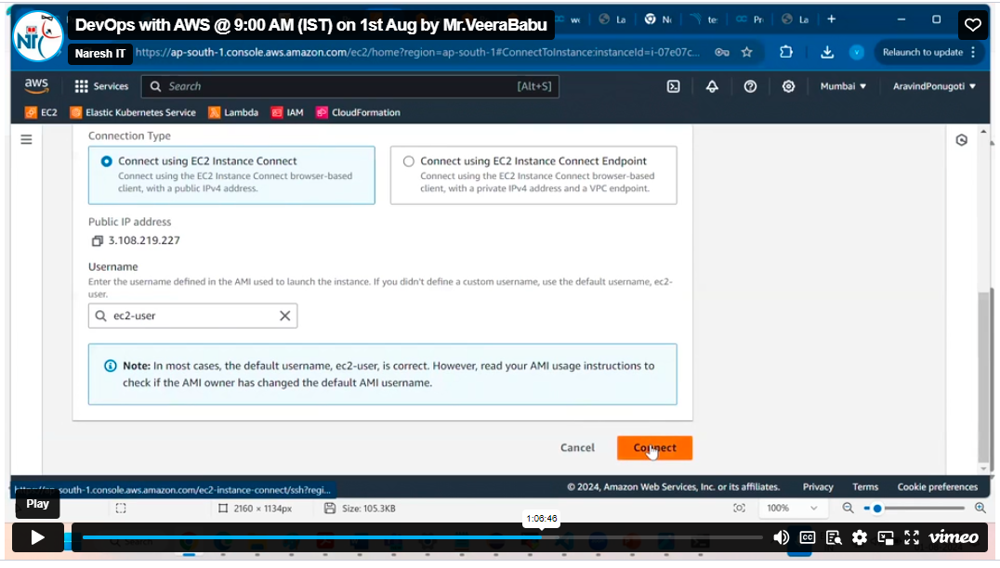 DevOps with AWS @ 9:00 AM (IST) on 1st Aug by Mr.VeeraBabu
Naresh IT
NiT
La
Ne
te
Pr
La
https://ap-south-1.console.aws.amazon.com/ec2/home?region=ap-south-1#ConnectToInstance:instanceId=i-07e07c...
Relaunch to update
aws
Services
Search
[Alt+S]
Mumbai
AravindPonugoti
EC2
Elastic Kubernetes Service
Lambda
IAM
CloudFormation
Connection Type
Connect using EC2 Instance Connect
Connect using the EC2 Instance Connect browser-based
client, with a public IPv4 address.
Connect using EC2 Instance Connect Endpoint
Connect using the EC2 Instance Connect browser-based
client, with a private IPv4 address and a VPC endpoint.
Public IP address
3.108.219.227
Username
Enter the username defined in the AMI used to launch the instance. If you didn't define a custom username, use the default username, ec2-
user.
ec2-user
Note: In most cases, the default username, ec2-user, is correct. However, read your AMI usage instructions to
check if the AMI owner has changed the default AMI username.
Cancel
Connect
https://ap-south-1.console.aws.amazon.com/ec2-instance-connect/ssh?regi...
© 2024, Amazon Web Services, Inc. or its affiliates.
Privacy
Terms
Cookie preferences
Play
2160 × 1134px
Size: 105.3KB
100%
1:06:46
CC
vimeo